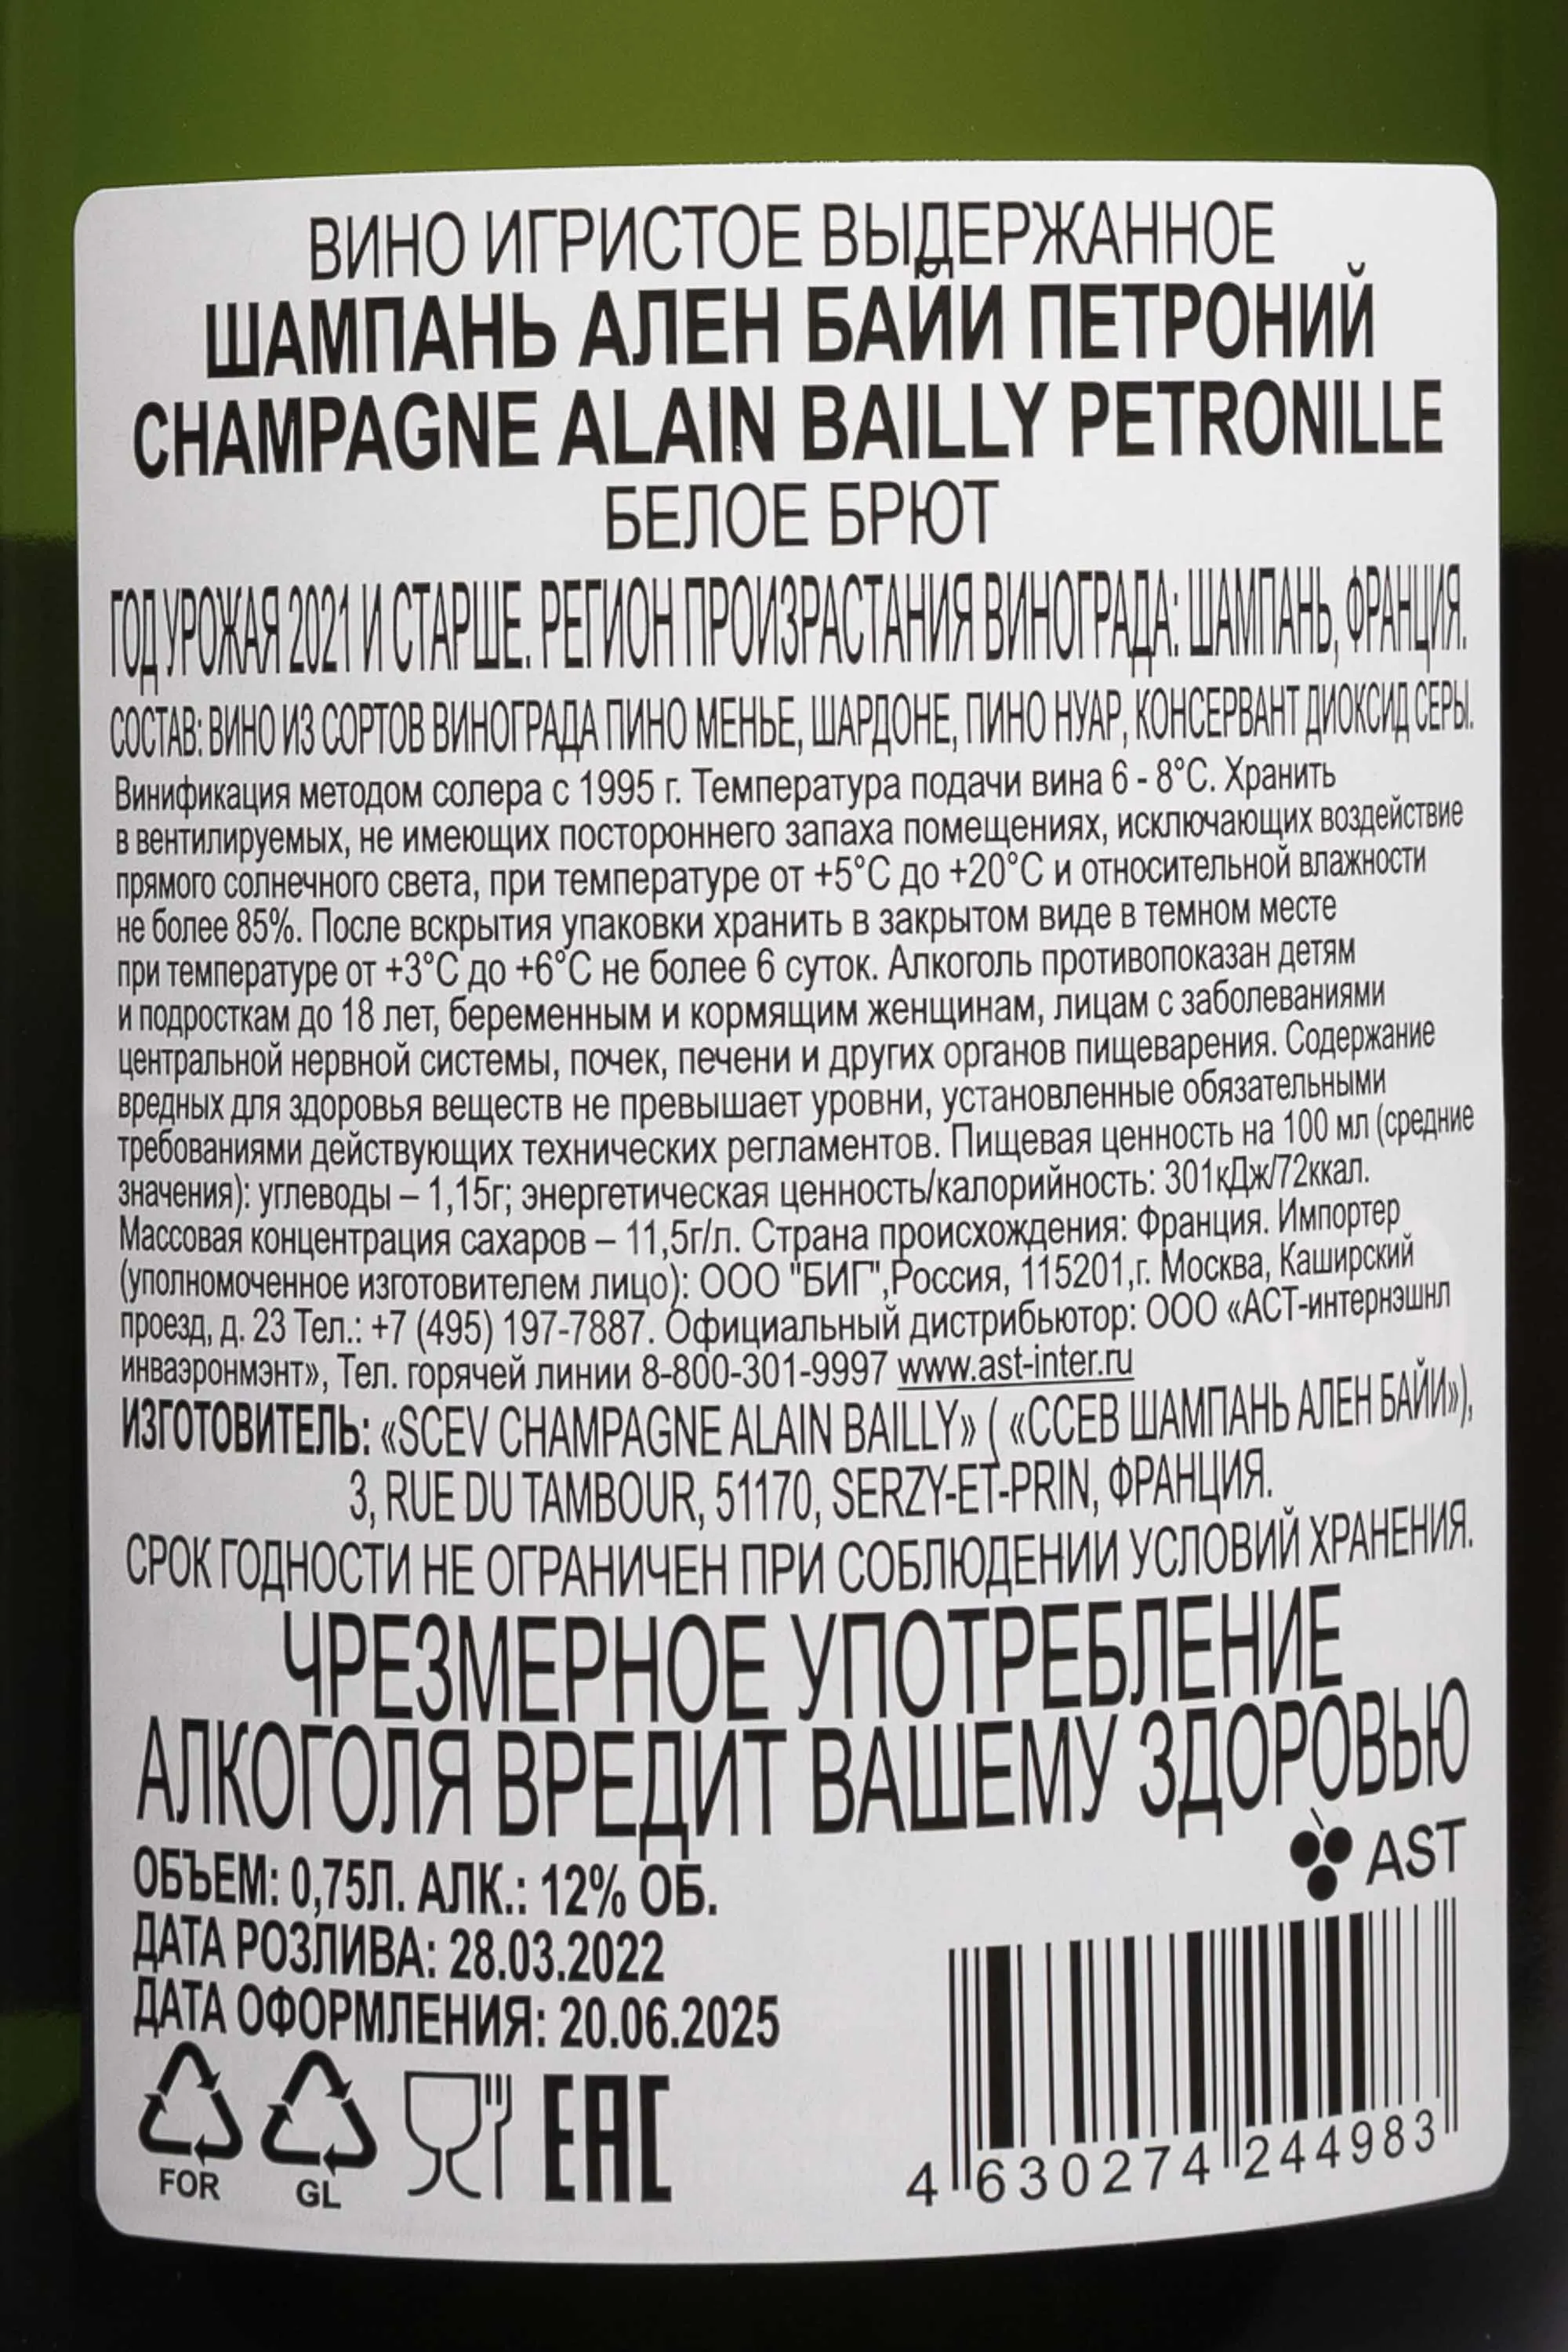 ВИНО ИГРИСТОЕ ВЫДЕРЖАННОЕ
ШАМПАНЬ АЛЕН БАЙИ ПЕТРОНИЙ
CHAMPAGNE ALAIN BAILLY PETRONILLE
БЕЛОЕ БРЮТ
ГОД УРОЖАЯ 2021 И СТАРШЕ. РЕГИОН ПРОИЗРАСТАНИЯ ВИНОГРАДА: ШАМПАНЬ, ФРАНЦИЯ.
СОСТАВ: ВИНО ИЗ СОРТОВ ВИНОГРАДА ПИНО МЕНЬЕ, ШАРДОНЕ, ПИНО НУАР, КОНСЕРВАНТ ДИОКСИД СЕРЫ.
Винификация методом солера с 1995 г. Температура подачи вина 6 - 8°С. Хранить
в вентилируемых, не имеющих постороннего запаха помещениях, исключающих воздействие
прямого солнечного света, при температуре от +5°С до +20°С и относительной влажности
не более 85%. После вскрытия упаковки хранить в закрытом виде в темном месте
при температуре от +3°С до +6°С не более 6 суток. Алкоголь противопоказан детям
и подросткам до 18 лет, беременным и кормящим женщинам, лицам с заболеваниями
центральной нервной системы, почек, печени и других органов пищеварения. Содержание
вредных для здоровья веществ не превышает уровни, установленные обязательными
требованиями действующих технических регламентов. Пищевая ценность на 100 мл (средние
значения): углеводы – 1,15г; энергетическая ценность/калорийность: 301кДж/72ккал.
Массовая концентрация сахаров – 11,5г/л. Страна происхождения: Франция. Импортер
(уполномоченное изготовителем лицо): ООО "БИГ",Россия, 115201,г. Москва, Каширский
проезд, д. 23 Тел.: +7 (495) 197-7887. Официальный дистрибьютор: ООО «АСТ-интернэшнл
инваэронмэнт», Тел. горячей линии 8-800-301-9997 www.ast-inter.ru
ИЗГОТОВИТЕЛЬ: «SCEV CHAMPAGNE ALAIN BAILLY» ( «ССЕВ ШАМПАНЬ АЛЕН БАЙИ»),
3, RUE DU TAMBOUR, 51170, SERZY-ET-PRIN, ФРАНЦИЯ.
СРОК ГОДНОСТИ НЕ ОГРАНИЧЕН ПРИ СОБЛЮДЕНИИ УСЛОВИЙ ХРАНЕНИЯ.
ЧРЕЗМЕРНОЕ УПОТРЕБЛЕНИЕ
АЛКОГОЛЯ ВРЕДИТ ВАШЕМУ ЗДОРОВЬЮ
AST
ОБЪЕМ: 0,75Л. АЛК.: 12% ОБ.
ДАТА РОЗЛИВА: 28.03.2022
ДАТА ОФОРМЛЕНИЯ: 20.06.2025
FOR GL EAC
4 630274 244983